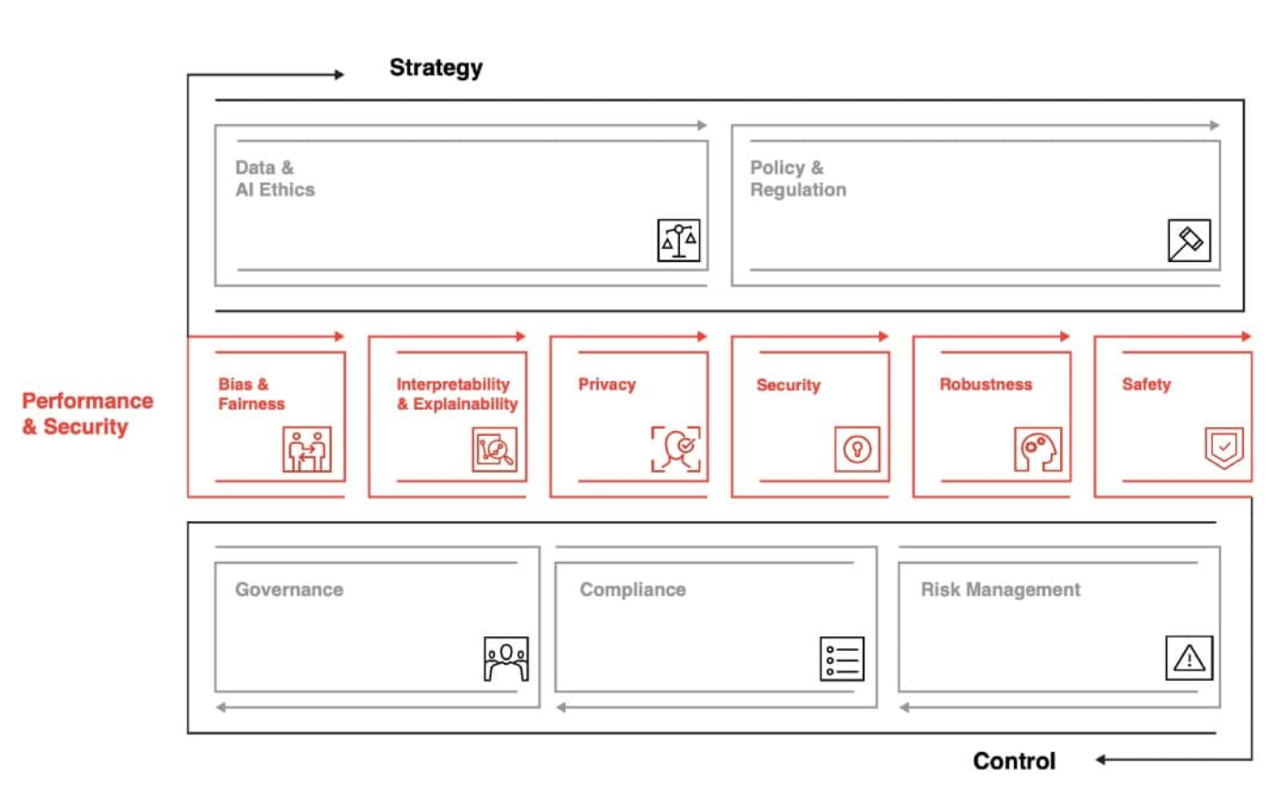 Strategy
Data &
AI Ethics
Policy &
Regulation
Performance
& Security
Bias &
Fairness
Interpretability
& Explainability
Privacy
Security
Robustness
Safety
Governance
Compliance
Risk Management
Control